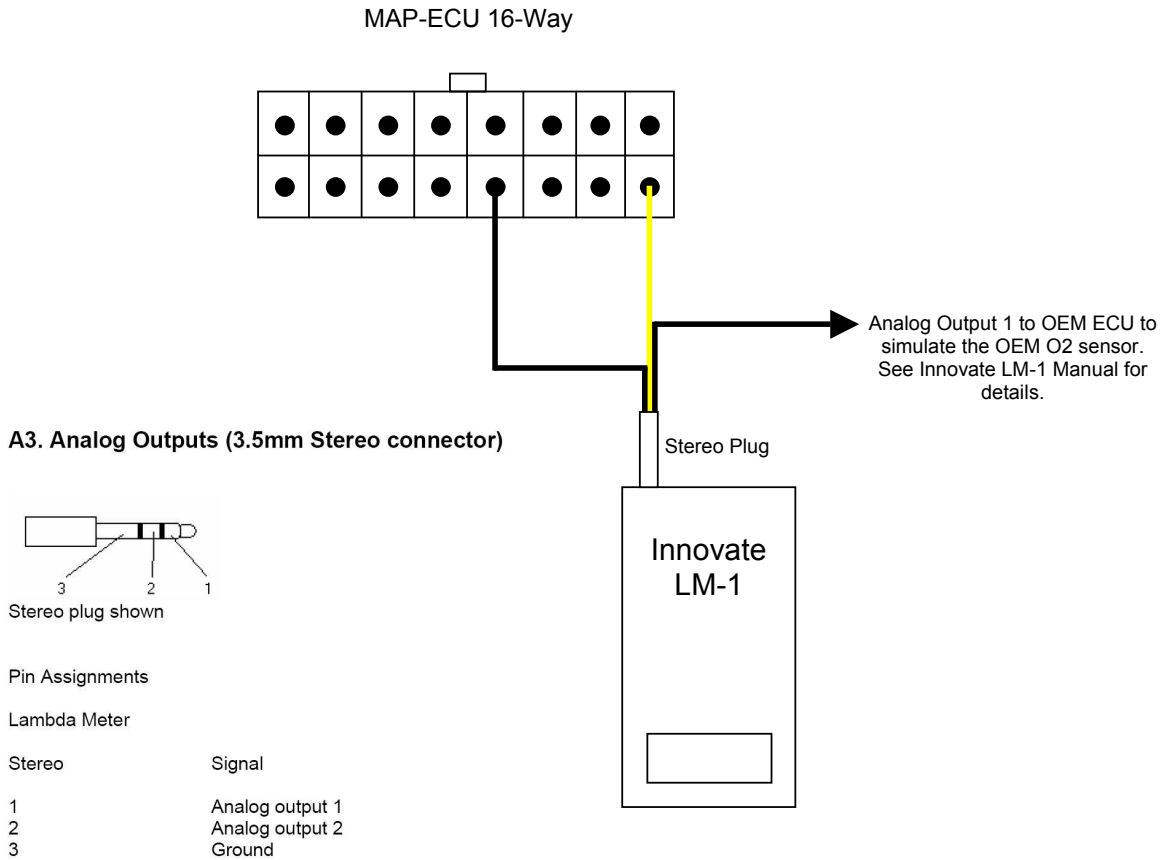 MAP-ECU 16-Way
Analog Output 1 to OEM ECU to
simulate the OEM O2 sensor.
See Innovate LM-1 Manual for
details.
A3. Analog Outputs (3.5mm Stereo connector)
Stereo Plug
3 2 1
Stereo plug shown
Innovate
LM-1
Pin Assignments
Lambda Meter
Stereo Signal
1 Analog output 1
2 Analog output 2
3 Ground